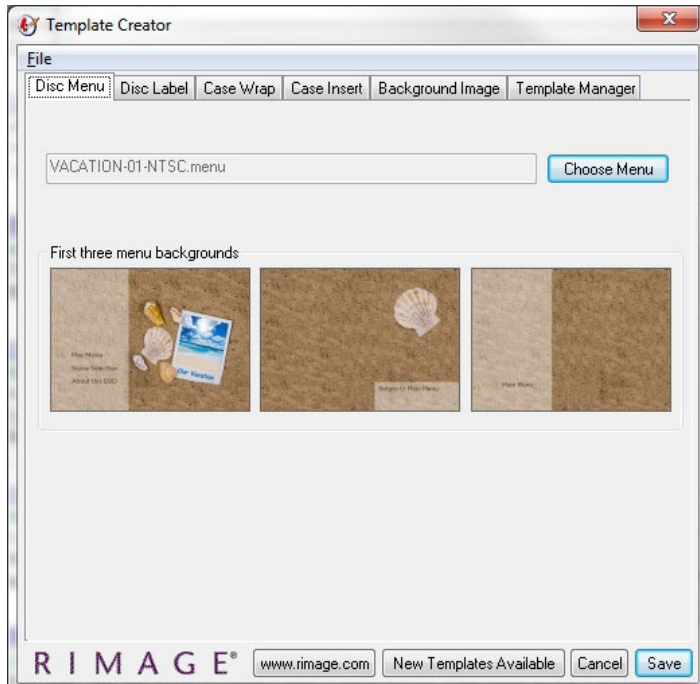 Template Creator
File
Disc Menu Disc Label Case Wrap Case Insert Background Image Template Manager
VACATION-01-NTSC.menu Choose Menu
First three menu backgrounds
Play Movie
Scene Selection
About this DVD
Our Vacation
Return to Main Menu
Main Menu
RIMAGE® www.rimage.com New Templates Available Cancel Save